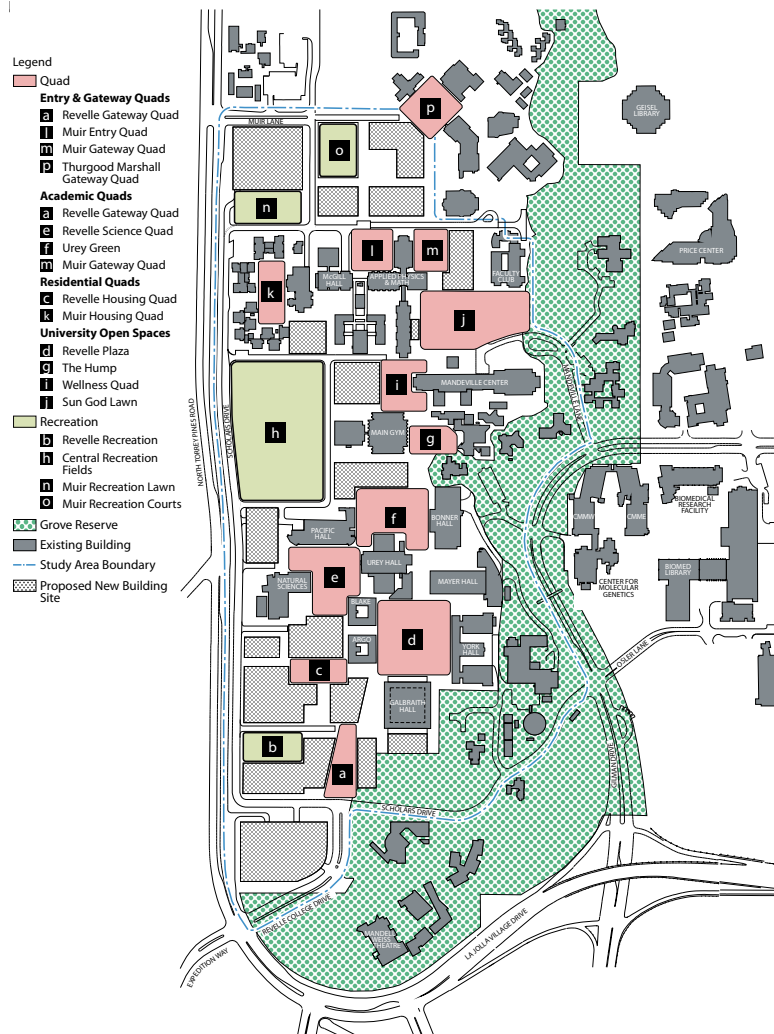 Legend
Quad
Entry & Gateway Quads
a Revelle Gateway Quad
l Muir Entry Quad
m Muir Gateway Quad
p Thurgood Marshall
Gateway Quad
Academic Quads
a Revelle Gateway Quad
e Revelle Science Quad
f Urey Green
m Muir Gateway Quad
Residential Quads
c Revelle Housing Quad
k Muir Housing Quad
University Open Spaces
d Revelle Plaza
g The Hump
i Wellness Quad
j Sun God Lawn
Recreation
b Revelle Recreation
h Central Recreation
Fields
n Muir Recreation Lawn
o Muir Recreation Courts
Grove Reserve
Existing Building
Study Area Boundary
Proposed New Building
Site
p
GEISEL
LIBRARY
MUIR LANE
o
n
l
m
PRICE CENTER
McGILL
HALL
APPLIED PHYSICS
& MATH
FACULTY
CLUB
k
j
MANDEVILLE LANE
i
MANDEVILLE CENTER
NORTH TORREY PINES ROAD
SCHOLARS DRIVE
h
MAIN GYM
g
CMMW
CMME
BIOMEDICAL
RESEARCH
FACILITY
f
BONNER
HALL
PACIFIC
HALL
UREY HALL
e
NATURAL
SCIENCES
MAYER HALL
CENTER FOR
MOLECULAR
GENETICS
BIOMED
LIBRARY
BLAKE
ARGO
d
YORK
HALL
OSLER LANE
c
GALBRAITH
HALL
b
a
GILMAN DRIVE
SCHOLARS DRIVE
REVELLE COLLEGE DRIVE
MANDELL
WEISS
THEATRE
LA JOLLA VILLAGE DRIVE
EXPEDITION WAY